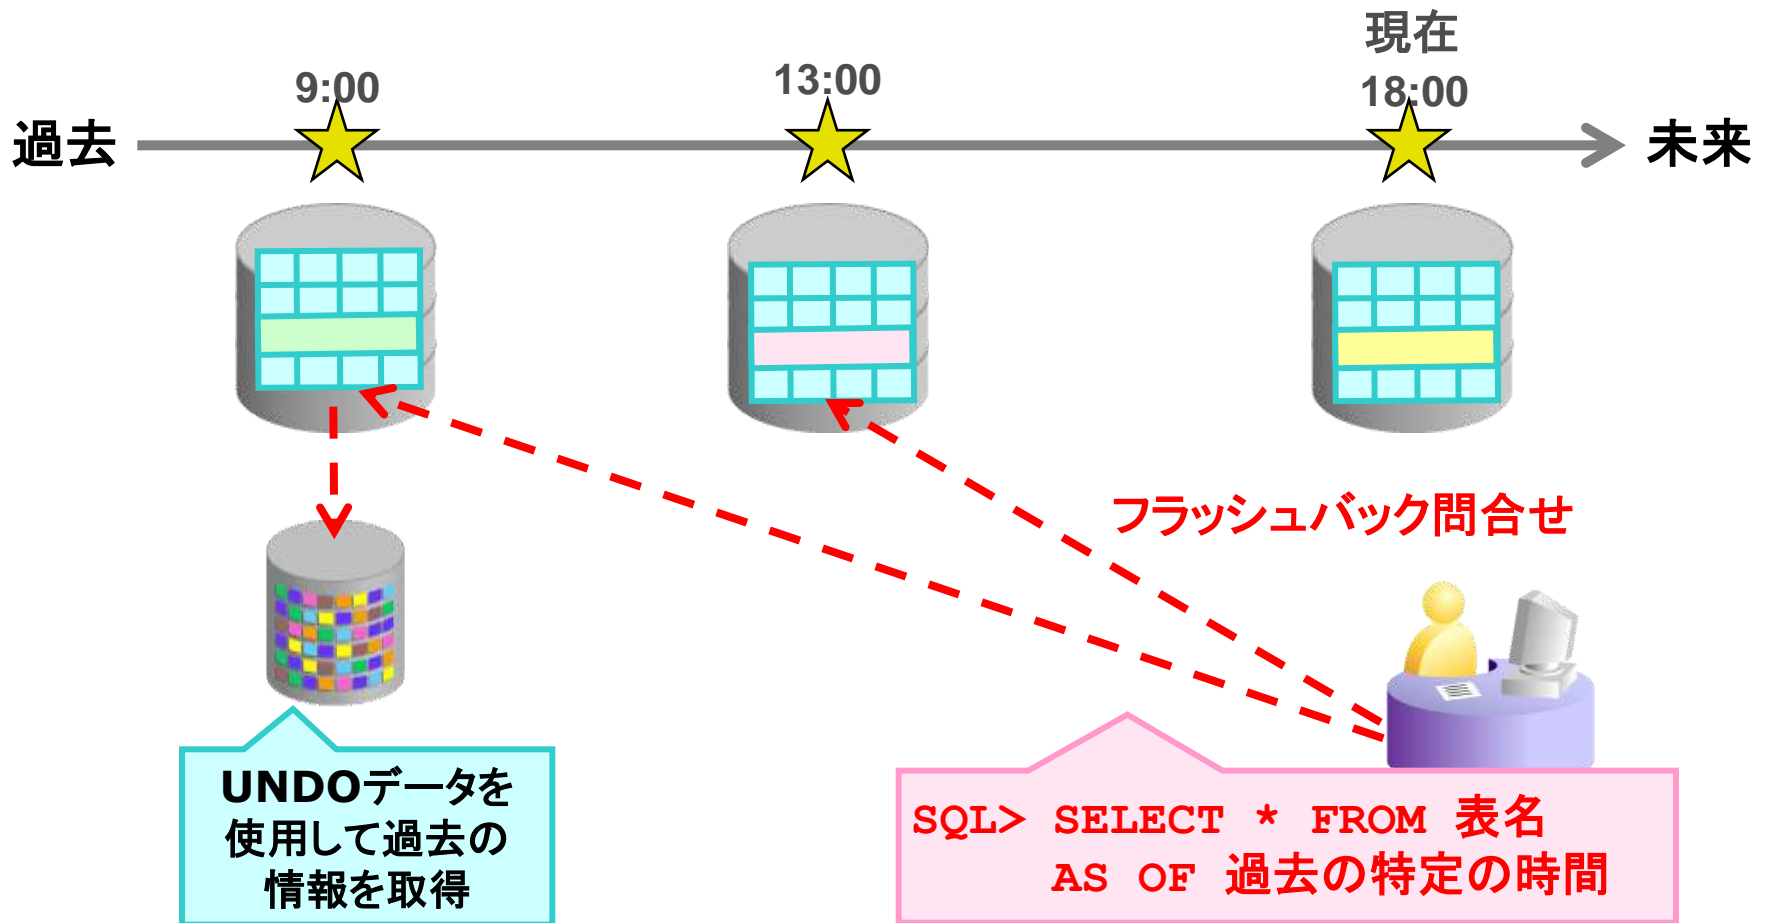 現在
9:00
13:00
18:00
過去
未来
フラッシュバック問合せ
UNDOデータを
使用して過去の
情報を取得
SQL> SELECT * FROM 表名
AS OF 過去の特定の時間